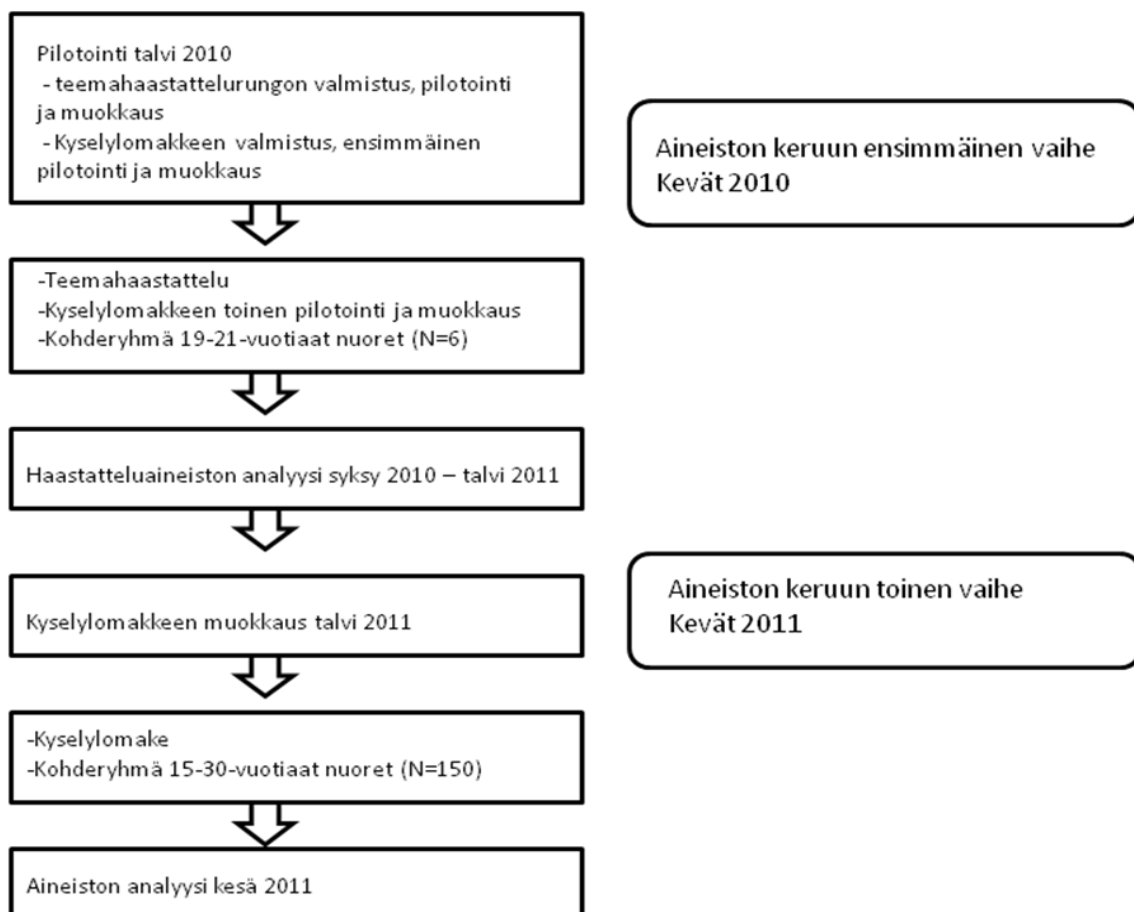 Pilotointi talvi 2010
- teemahaastattelurungon valmistus, pilotointi
ja muokkaus
- Kyselylomakkeen valmistus, ensimmäinen
pilotointi ja muokkaus
Aineiston keruun ensimmäinen vaihe
Kevät 2010
-Teemahaastattelu
-Kyselylomakkeen toinen pilotointi ja muokkaus
-Kohderyhmä 19-21-vuotiaat nuoret (N=6)
Haastatteluaineiston analyysi syksy 2010 – talvi 2011
Kyselylomakkeen muokkaus talvi 2011
Aineiston keruun toinen vaihe
Kevät 2011
-Kyselylomake
-Kohderyhmä 15-30-vuotiaat nuoret (N=150)
Aineiston analyysi kesä 2011